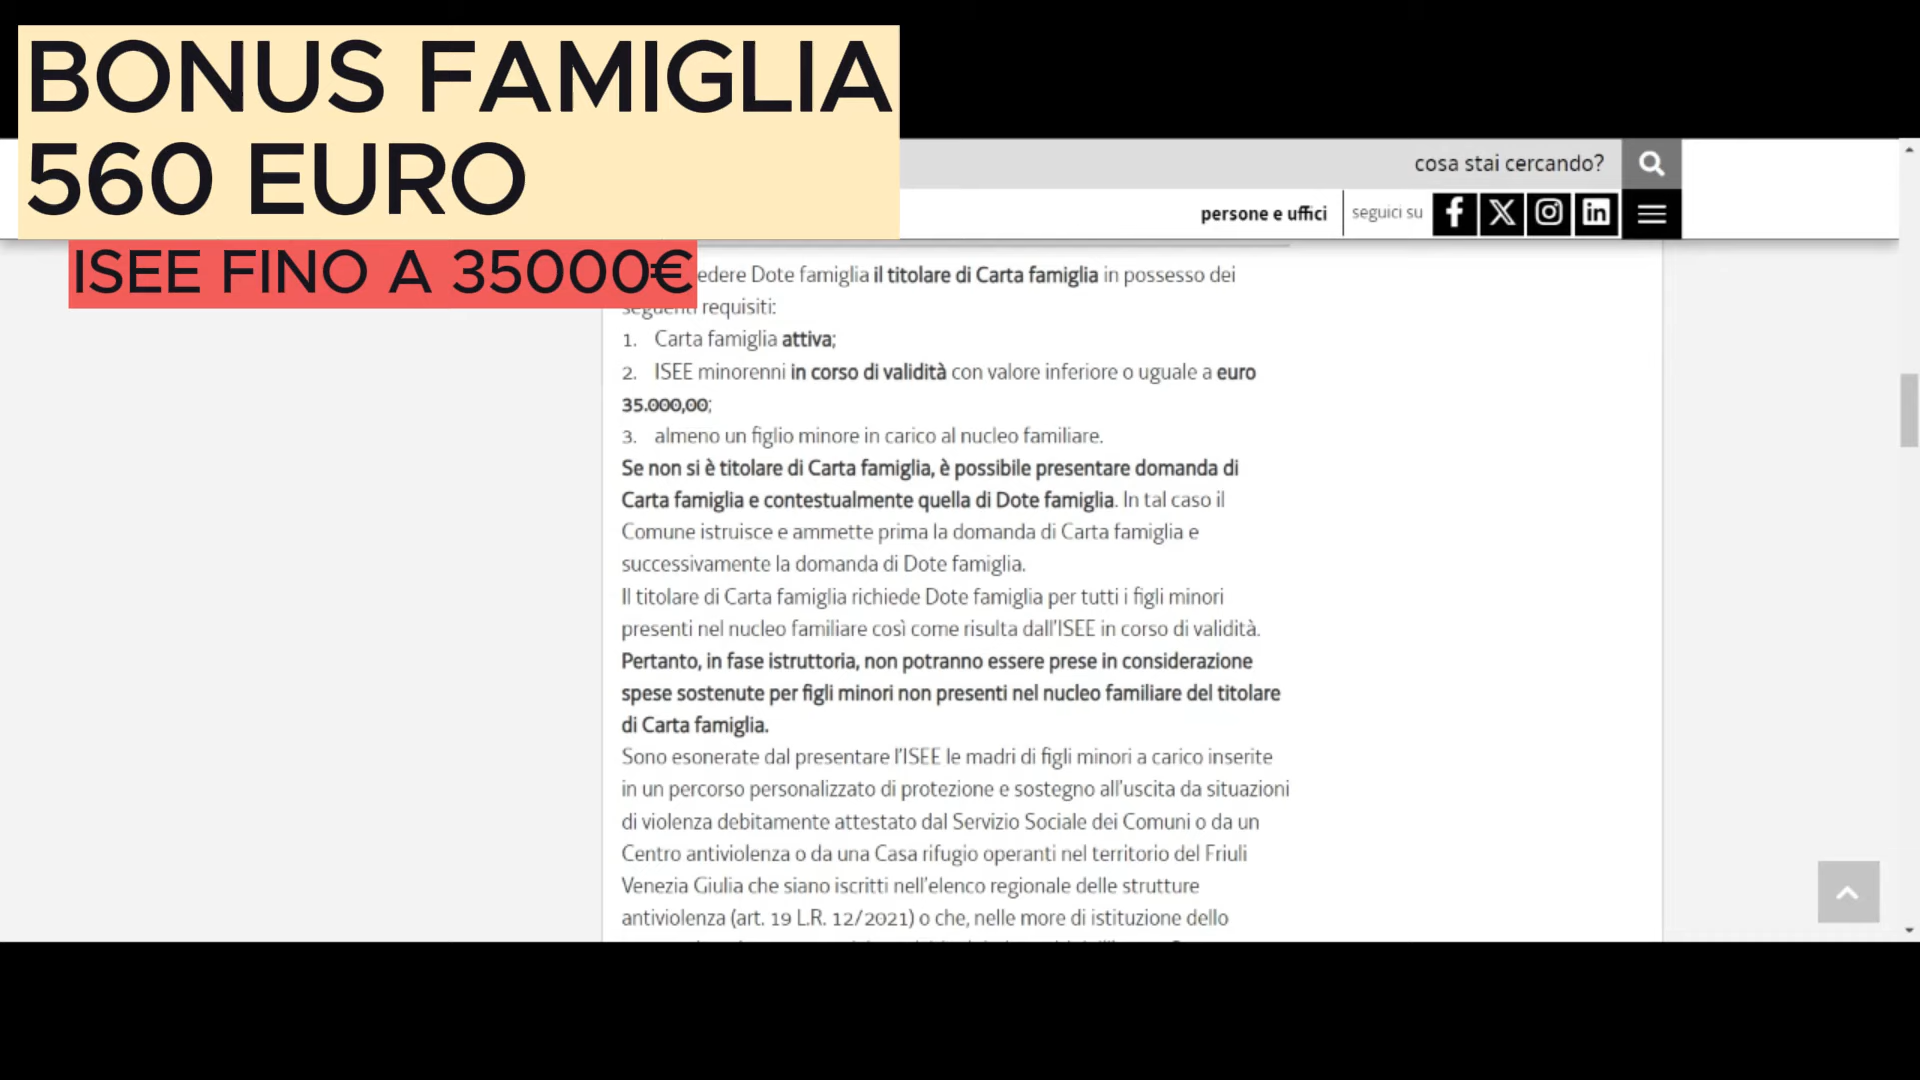 BONUS FAMIGLIA
560 EURO
ISEE FINO A 35000€
cosa stai cercando?
persone e uffici
seguici su
edere Dote famiglia il titolare di Carta famiglia in possesso dei
seguenti requisiti:
1. Carta famiglia attiva;
2. ISEE minorenni in corso di validità con valore inferiore o uguale a euro
35.000,00;
3. almeno un figlio minore in carico al nucleo familiare.
Se non si è titolare di Carta famiglia, è possibile presentare domanda di
Carta famiglia e contestualmente quella di Dote famiglia. In tal caso il
Comune istruisce e ammette prima la domanda di Carta famiglia e
successivamente la domanda di Dote famiglia.
Il titolare di Carta famiglia richiede Dote famiglia per tutti i figli minori
presenti nel nucleo familiare così come risulta dall'ISEE in corso di validità.
Pertanto, in fase istruttoria, non potranno essere prese in considerazione
spese sostenute per figli minori non presenti nel nucleo familiare del titolare
di Carta famiglia.
Sono esonerate dal presentare l'ISEE le madri di figli minori a carico inserite
in un percorso personalizzato di protezione e sostegno all'uscita da situazioni
di violenza debitamente attestato dal Servizio Sociale dei Comuni o da un
Centro antiviolenza o da una Casa rifugio operanti nel territorio del Friuli
Venezia Giulia che siano iscritti nell'elenco regionale delle strutture
antiviolenza (art. 19 L.R. 12/2021) o che, nelle more di istituzione dello